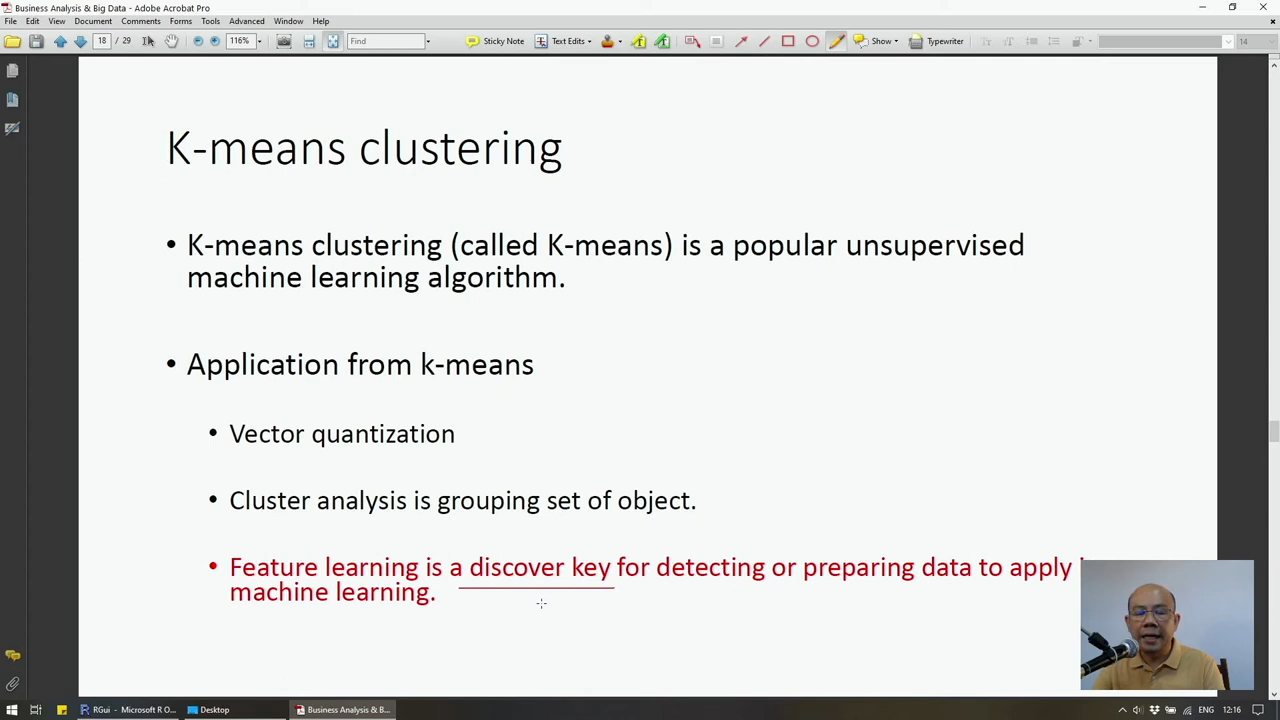 Business Analysis & Big Data - Adobe Acrobat Pro
File Edit View Document Comments Forms Tools Advanced Window Help
18 / 29 116% Find Sticky Note Text Edits Show Typewriter 14
K-means clustering
• K-means clustering (called K-means) is a popular unsupervised
machine learning algorithm.
• Application from k-means
• Vector quantization
• Cluster analysis is grouping set of object.
• Feature learning is a discover key for detecting or preparing data to apply
machine learning.
RGui - Microsoft R O... Desktop Business Analysis & B... ENG 12:16